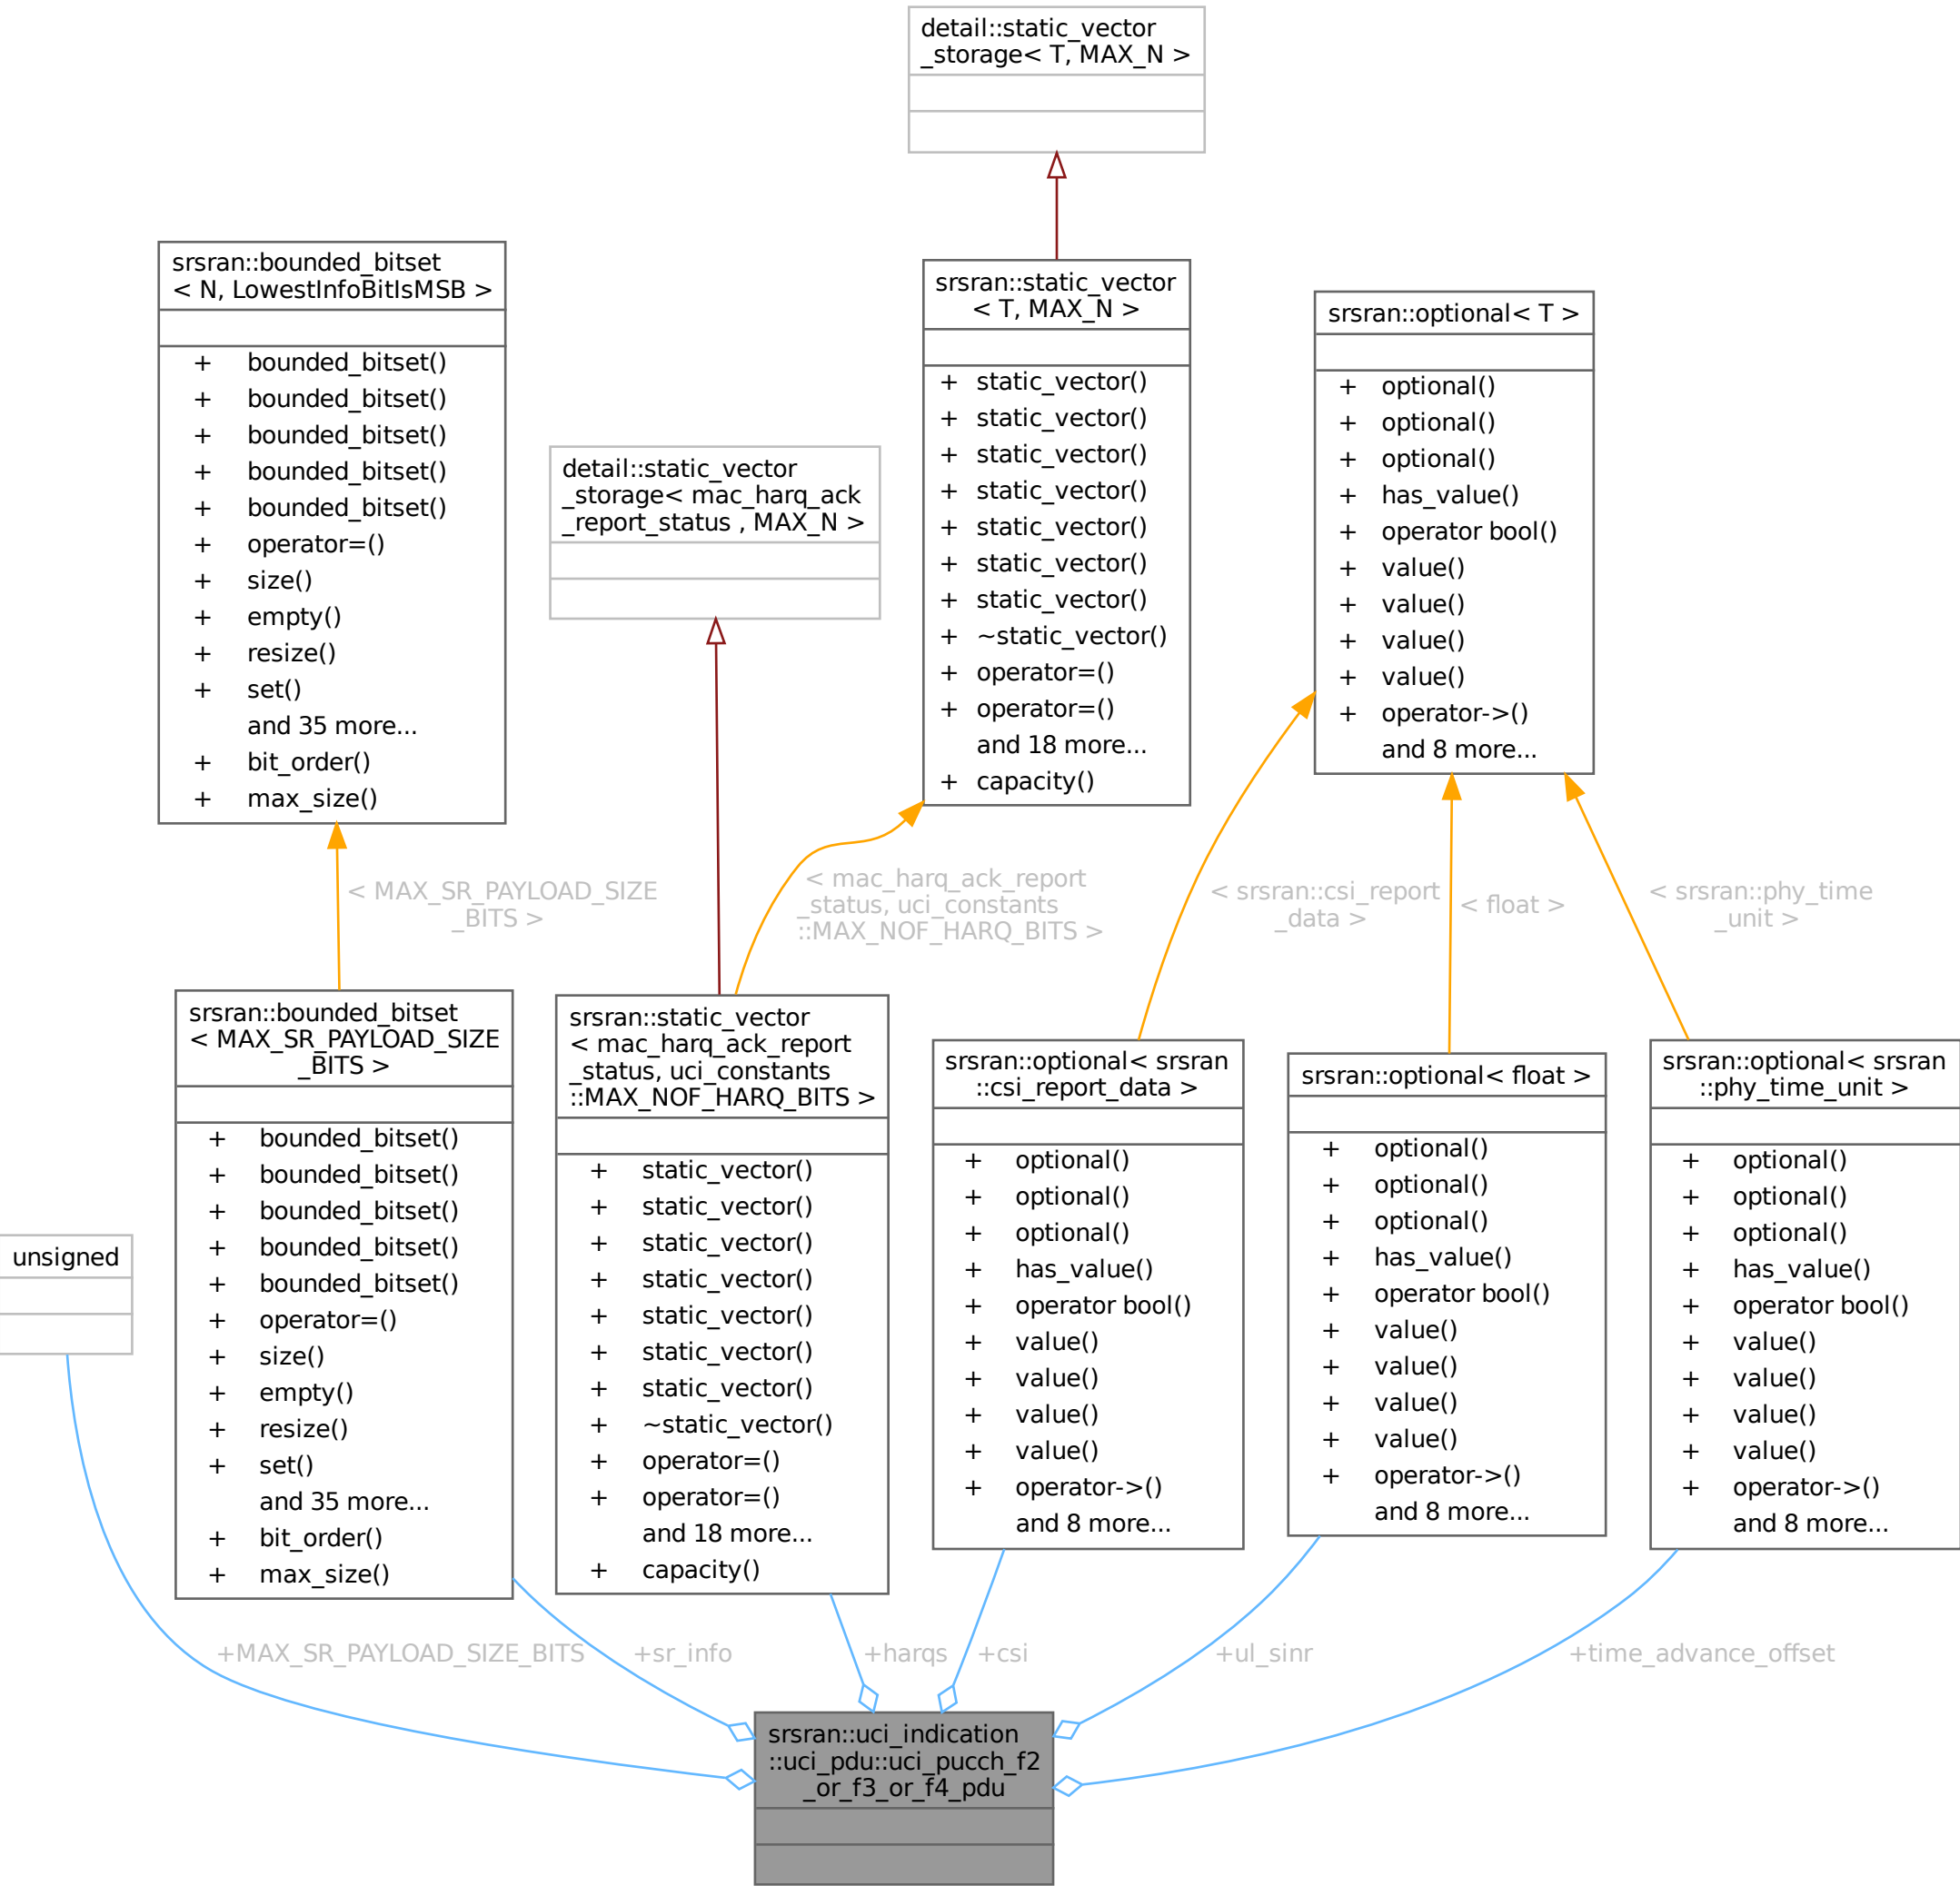 detail::static_vector
_storage< T, MAX_N >
srsran::bounded_bitset
< N, LowestInfoBitIsMSB >
+ bounded_bitset()
+ bounded_bitset()
+ bounded_bitset()
+ bounded_bitset()
+ bounded_bitset()
+ operator=()
+ size()
+ empty()
+ resize()
+ set()
and 35 more...
+ bit_order()
+ max_size()
detail::static_vector
_storage< mac_harq_ack
_report_status , MAX_N >
srsran::static_vector
< T, MAX_N >
+ static_vector()
+ static_vector()
+ static_vector()
+ static_vector()
+ static_vector()
+ static_vector()
+ static_vector()
+ ~static_vector()
+ operator=()
+ operator=()
and 18 more...
+ capacity()
srsran::optional< T >
+ optional()
+ optional()
+ optional()
+ has_value()
+ operator bool()
+ value()
+ value()
+ value()
+ value()
+ operator->()
and 8 more...
< MAX_SR_PAYLOAD_SIZE
_BITS >
< mac_harq_ack_report
_status, uci_constants
::MAX_NOF_HARQ_BITS >
< srsran::csi_report
_data >
< float >
< srsran::phy_time
_unit >
unsigned
srsran::bounded_bitset
< MAX_SR_PAYLOAD_SIZE
_BITS >
+ bounded_bitset()
+ bounded_bitset()
+ bounded_bitset()
+ bounded_bitset()
+ bounded_bitset()
+ operator=()
+ size()
+ empty()
+ resize()
+ set()
and 35 more...
+ bit_order()
+ max_size()
srsran::static_vector
< mac_harq_ack_report
_status, uci_constants
::MAX_NOF_HARQ_BITS >
+ static_vector()
+ static_vector()
+ static_vector()
+ static_vector()
+ static_vector()
+ static_vector()
+ static_vector()
+ ~static_vector()
+ operator=()
+ operator=()
and 18 more...
+ capacity()
srsran::optional< srsran
::csi_report_data >
+ optional()
+ optional()
+ optional()
+ has_value()
+ operator bool()
+ value()
+ value()
+ value()
+ value()
+ operator->()
and 8 more...
srsran::optional< float >
+ optional()
+ optional()
+ optional()
+ has_value()
+ operator bool()
+ value()
+ value()
+ value()
+ value()
+ operator->()
and 8 more...
srsran::optional< srsran
::phy_time_unit >
+ optional()
+ optional()
+ optional()
+ has_value()
+ operator bool()
+ value()
+ value()
+ value()
+ value()
+ operator->()
and 8 more...
+MAX_SR_PAYLOAD_SIZE_BITS
+sr_info
+harqs
+csi
+ul_sinr
+time_advance_offset
srsran::uci_indication
::uci_pdu::uci_pucch_f2
_or_f3_or_f4_pdu